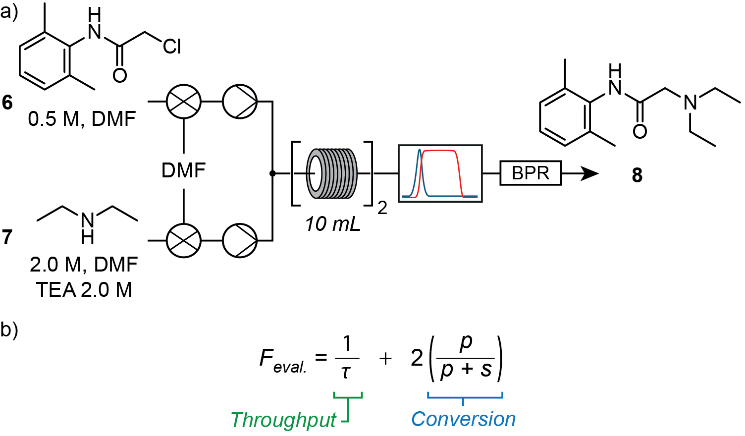 a)
H
N
Cl
O
6
0.5 M, DMF
DMF
N
H
7
2.0 M, DMF
TEA 2.0 M
10 mL
2
BPR
H
N
N
O
8
b)
F eval. = 1 / τ + 2 ( p / p + s )
Throughput
Conversion